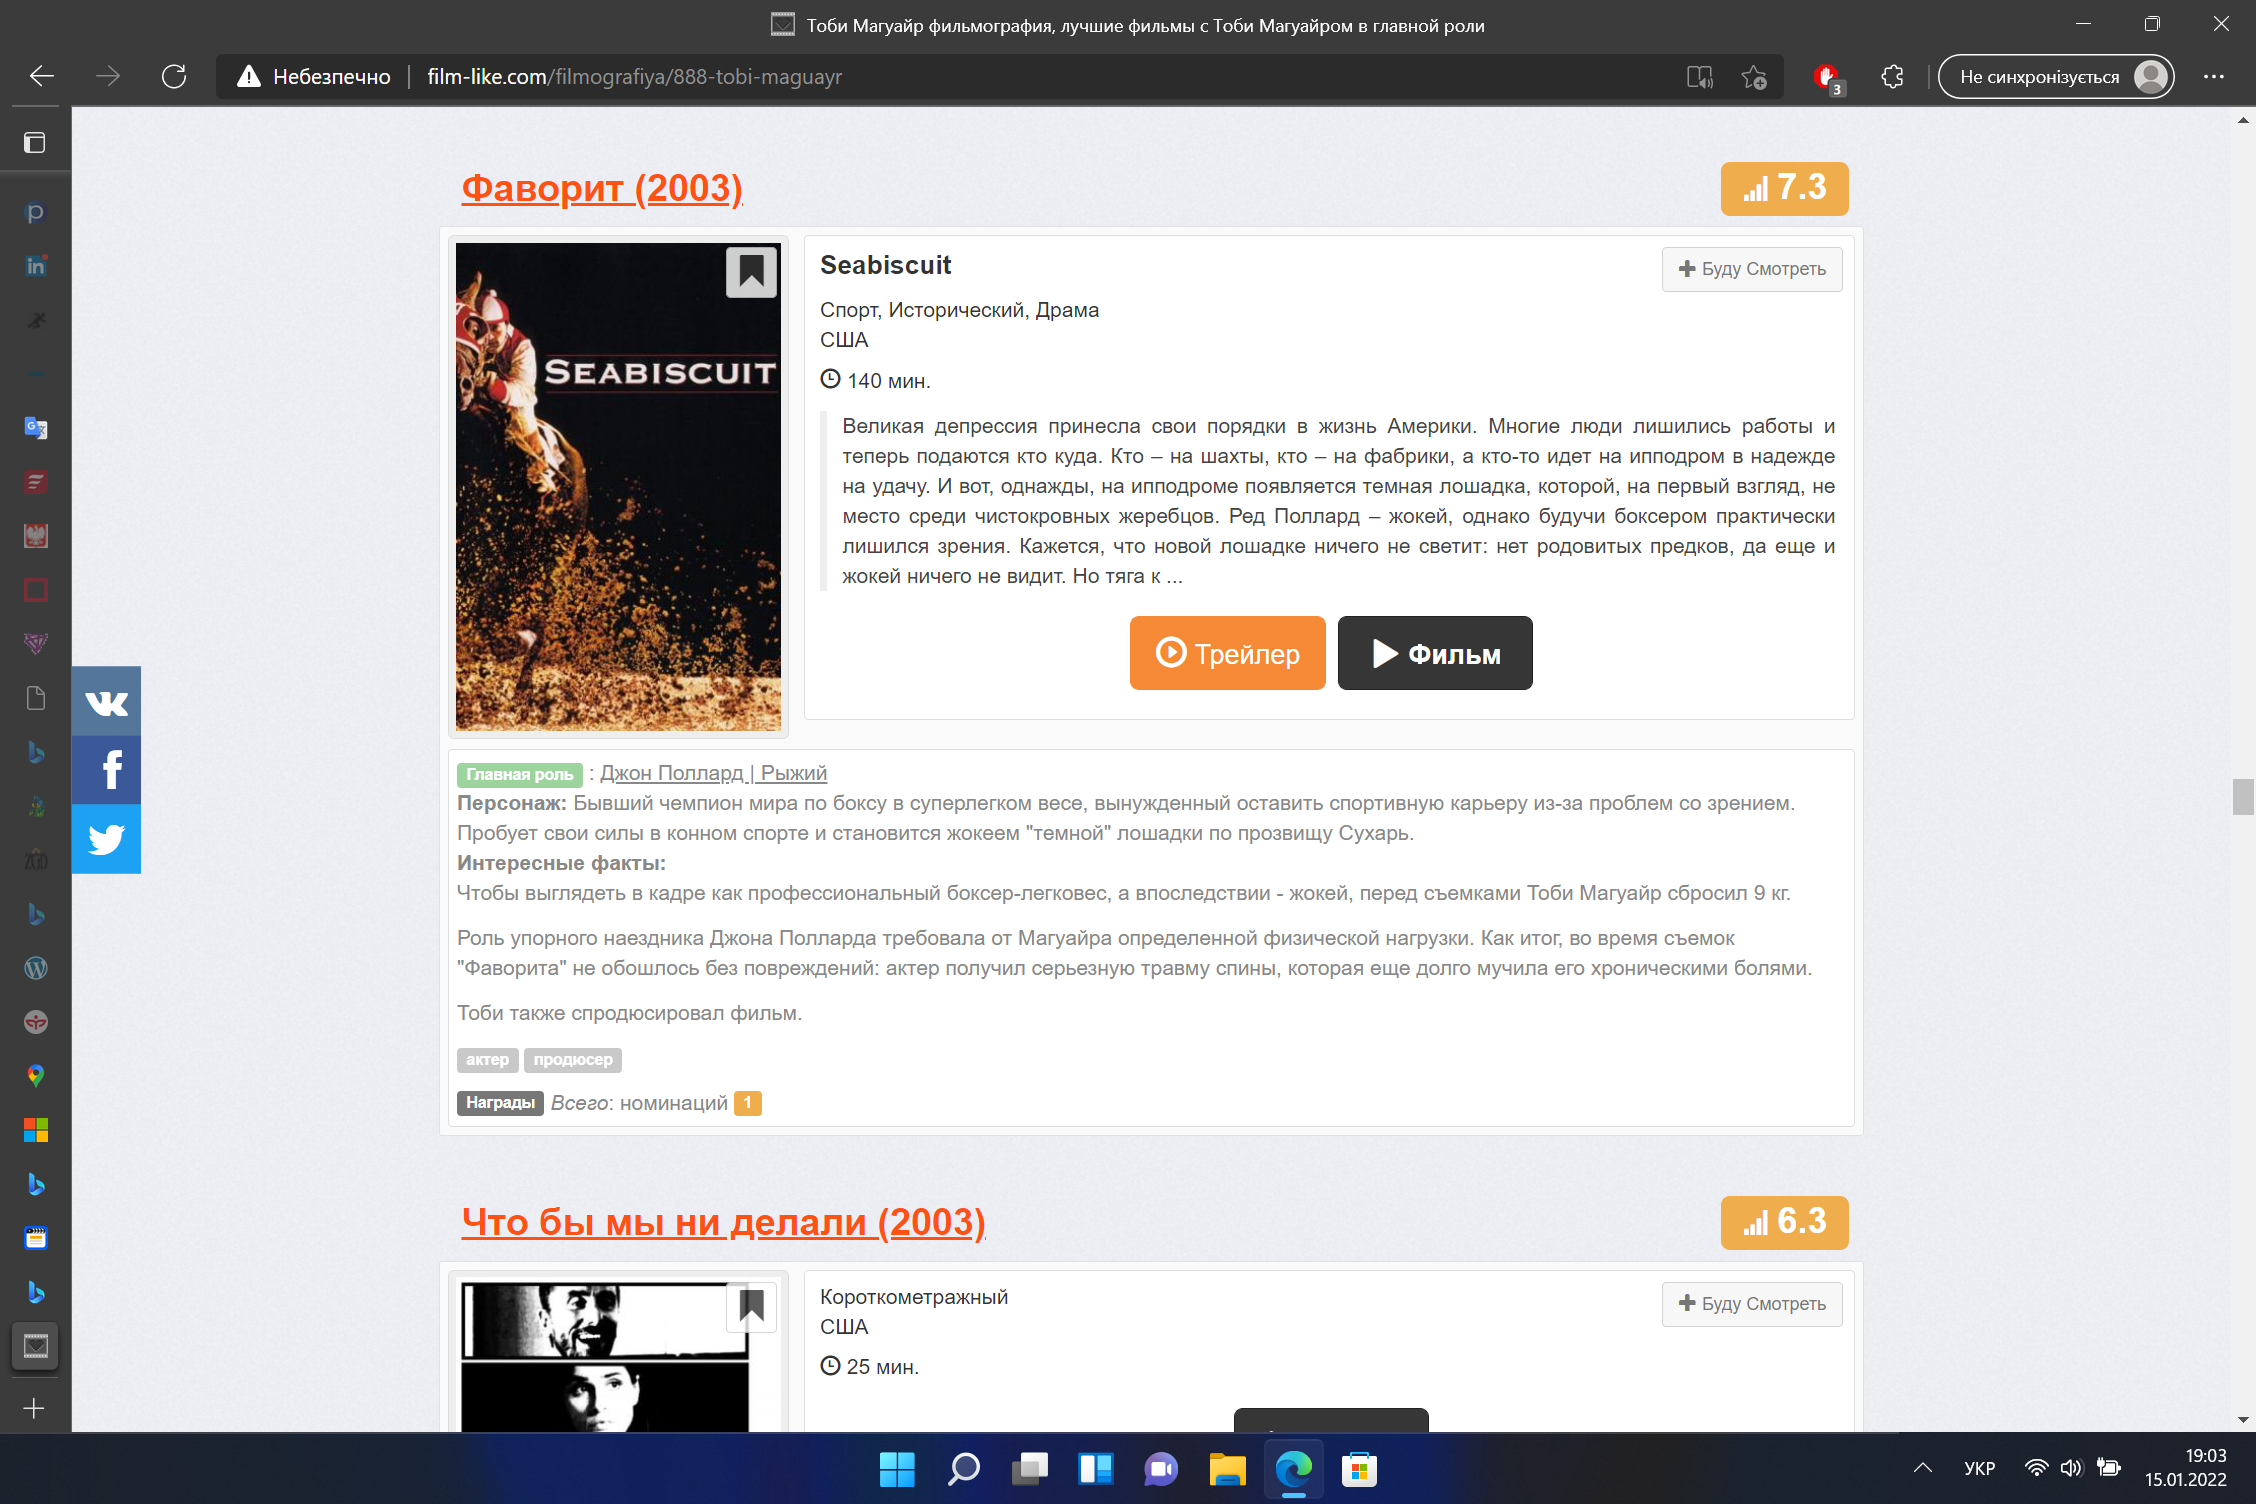 Тоби Магуайр фильмография, лучшие фильмы с Тоби Магуайром в главной роли
Небезпечно
film-like.com/filmografiya/888-tobi-maguayr
3
Не синхронізується
Фаворит (2003)
7.3
SEABISCUIT
Seabiscuit
Буду Смотреть
Спорт, Исторический, Драма
США
140 мин.
Великая депрессия принесла свои порядки в жизнь Америки. Многие люди лишились работы и
теперь подаются кто куда. Кто – на шахты, кто – на фабрики, а кто-то идет на ипподром в надежде
на удачу. И вот, однажды, на ипподроме появляется темная лошадка, которой, на первый взгляд, не
место среди чистокровных жеребцов. Ред Поллард – жокей, однако будучи боксером практически
лишился зрения. Кажется, что новой лошадке ничего не светит: нет родовитых предков, да еще и
жокей ничего не видит. Но тяга к ...
Трейлер
Фильм
Главная роль : Джон Поллард | Рыжий
Персонаж: Бывший чемпион мира по боксу в суперлегком весе, вынужденный оставить спортивную карьеру из-за проблем со зрением.
Пробует свои силы в конном спорте и становится жокеем "темной" лошадки по прозвищу Сухарь.
Интересные факты:
Чтобы выглядеть в кадре как профессиональный боксер-легковес, а впоследствии - жокей, перед съемками Тоби Магуайр сбросил 9 кг.
Роль упорного наездника Джона Полларда требовала от Магуайра определенной физической нагрузки. Как итог, во время съемок
"Фаворита" не обошлось без повреждений: актер получил серьезную травму спины, которая еще долго мучила его хроническими болями.
Тоби также спродюсировал фильм.
актер продюсер
Награды Всего: номинаций 1
Что бы мы ни делали (2003)
6.3
Короткометражный
Буду Смотреть
США
25 мин.
УКР
19:03
15.01.2022